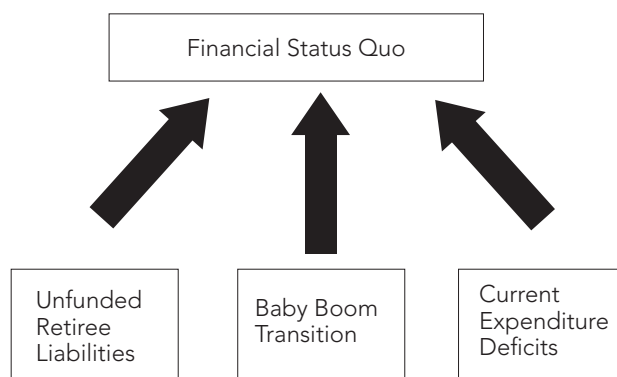 Financial Status Quo
Unfunded
Retiree
Liabilities
Baby Boom
Transition
Current
Expenditure
Deficits